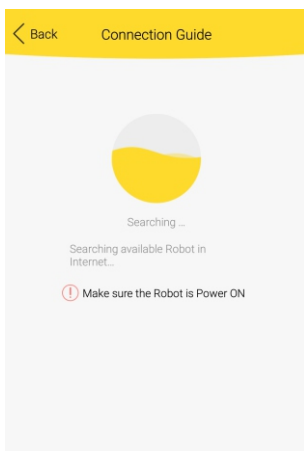 Back
Connection Guide
Searching ...
Searching available Robot in
Internet...
Make sure the Robot is Power ON